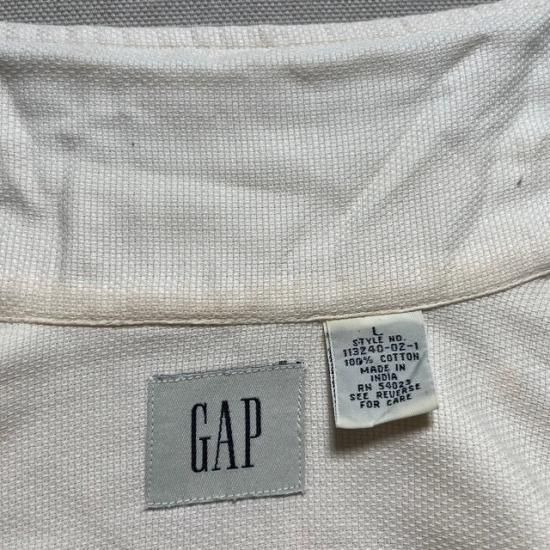 L
STYLE NO.
113240-02-1
100% COTTON
MADE IN
INDIA
RN 54023
SEE REVERSE
FOR CARE
GAP